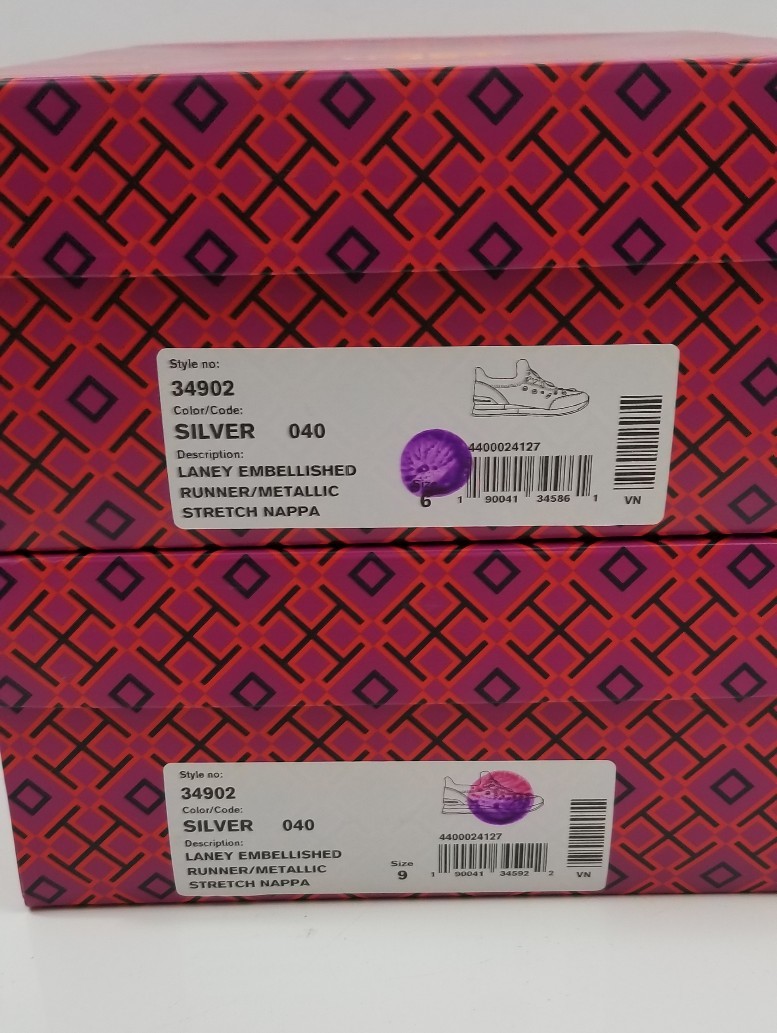 Style no:
34902
Color/Code:
SILVER 040
Description:
LANEY EMBELLISHED
RUNNER/METALLIC
STRETCH NAPPA
Size
6
4400024127
1 90041 34586 1
VN
Style no:
34902
Color/Code:
SILVER 040
Description:
LANEY EMBELLISHED
RUNNER/METALLIC
STRETCH NAPPA
Size
9
4400024127
1 90041 34592 2
VN